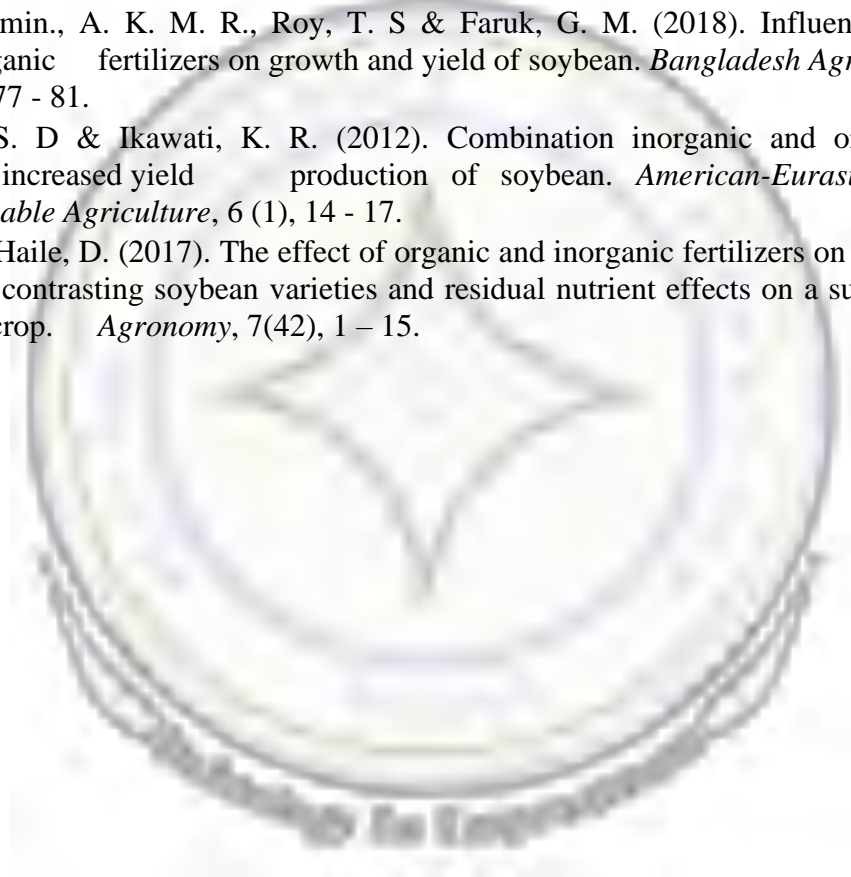 min., A. K. M. R., Roy, T. S & Faruk, G. M. (2018). Influen
ganic fertilizers on growth and yield of soybean. Bangladesh Agr
77 - 81.
S. D & Ikawati, K. R. (2012). Combination inorganic and o
increased yield production of soybean. American-Euras
able Agriculture, 6 (1), 14 - 17.
Haile, D. (2017). The effect of organic and inorganic fertilizers on
contrasting soybean varieties and residual nutrient effects on a su
crop. Agronomy, 7(42), 1 – 15.